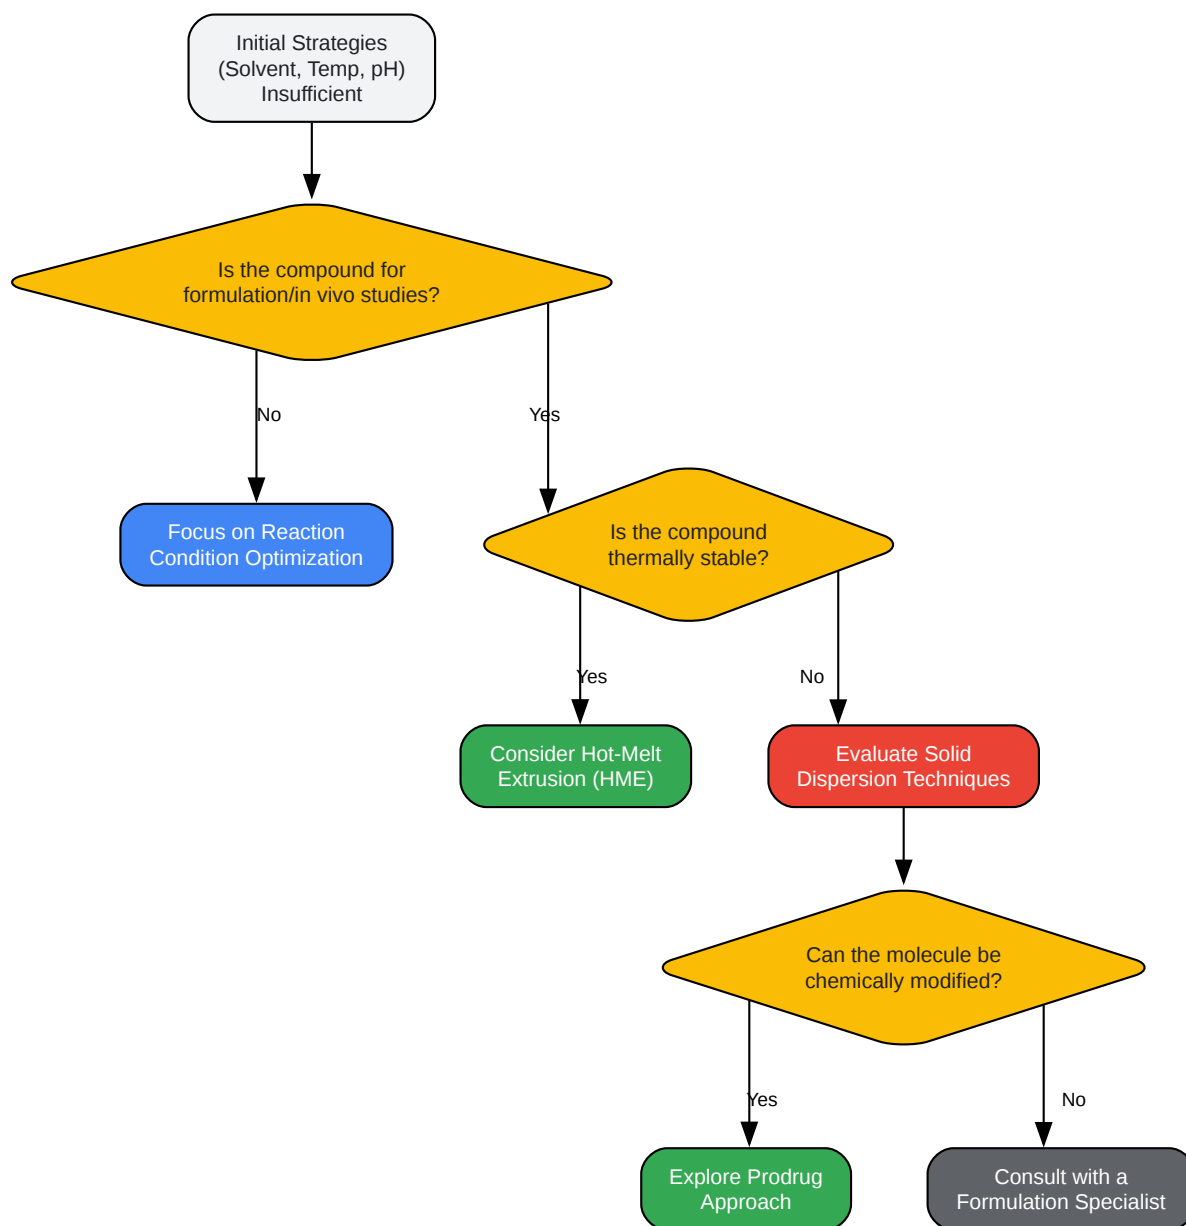 Initial Strategies
(Solvent, Temp, pH)
Insufficient
Is the compound for
formulation/in vivo studies?
No
Yes
Focus on Reaction
Condition Optimization
Is the compound
thermally stable?
Yes
No
Consider Hot-Melt
Extrusion (HME)
Evaluate Solid
Dispersion Techniques
Can the molecule be
chemically modified?
Yes
No
Explore Prodrug
Approach
Consult with a
Formulation Specialist